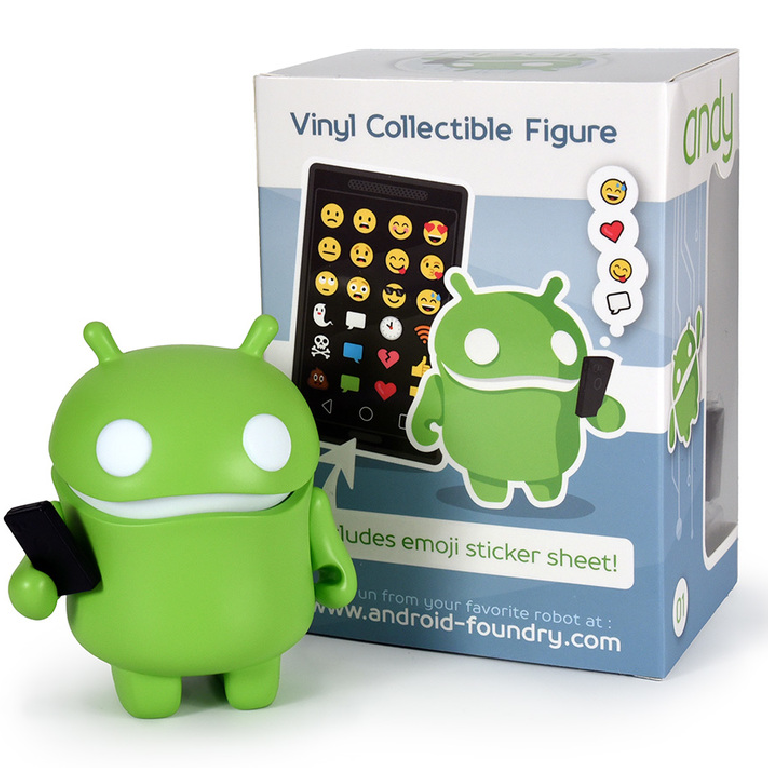 Vinyl Collectible Figure
andy
ludes emoji sticker sheet!
un from your favorite robot at :
www.android-foundry.com
01